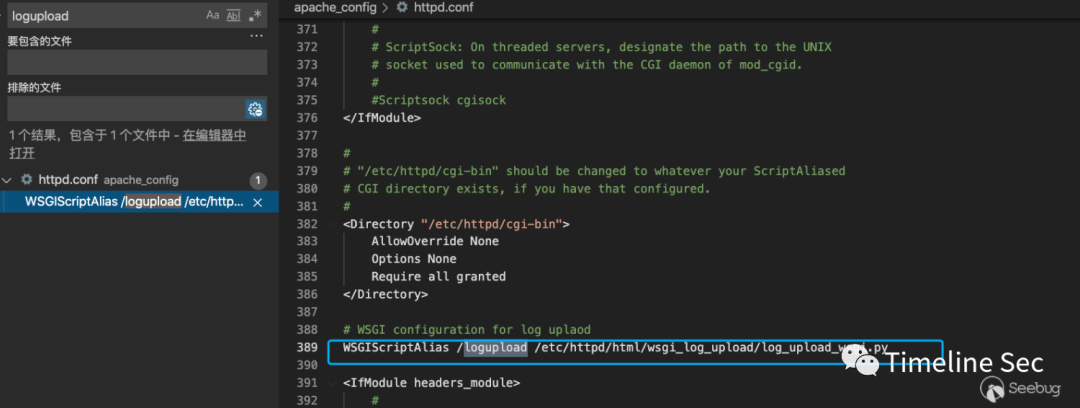 logupload
Aa Ab .*
要包含的文件
...
排除的文件
1 个结果，包含于 1 个文件中 - 在编辑器中
打开
httpd.conf apache_config 1
WSGIScriptAlias /logupload /etc/http...
apache_config > httpd.conf
371 #
372 # ScriptSock: On threaded servers, designate the path to the UNIX
373 # socket used to communicate with the CGI daemon of mod_cgid.
374 #
375 #Scriptsock cgisock
376 </IfModule>
377
378 #
379 # "/etc/httpd/cgi-bin" should be changed to whatever your ScriptAliased
380 # CGI directory exists, if you have that configured.
381 #
382 <Directory "/etc/httpd/cgi-bin">
383 AllowOverride None
384 Options None
385 Require all granted
386 </Directory>
387
388 # WSGI configuration for log uplaod
389 WSGIScriptAlias /logupload /etc/httpd/html/wsgi_log_upload/log_upload_wsgi.py
390
391 <IfModule headers_module>
392 #
Timeline Sec
Seebug